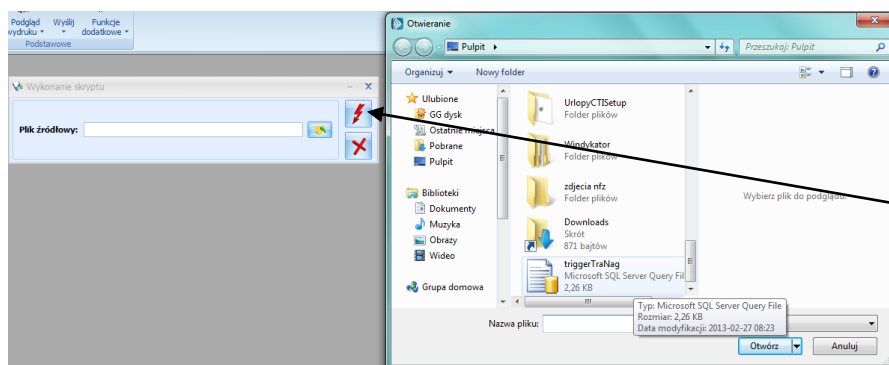 Podgląd Wyślij Funkcje
wydruku dodatkowe
Podstawowe
Wykonanie skryptu
Plik źródłowy:
Otwieranie
Pulpit
Przeszukaj: Pulpit
Organizuj Nowy folder
Ulubione
GG dysk
Ostatnie miejsca
Pobrane
Pulpit
Biblioteki
Dokumenty
Muzyka
Obrazy
Wideo
Grupa domowa
UrlopyCTISetup
Folder plików
Windykator
Folder plików
zdjecia nfz
Folder plików
Downloads
Skrót
871 bajtów
triggerTraNag
Microsoft SQL Server Query Fil
2,26 KB
Wybierz plik do podglądu.
Typ: Microsoft SQL Server Query File
Rozmiar: 2,26 KB
Data modyfikacji: 2013-02-27 08:23
Nazwa pliku:
Otwórz Anuluj